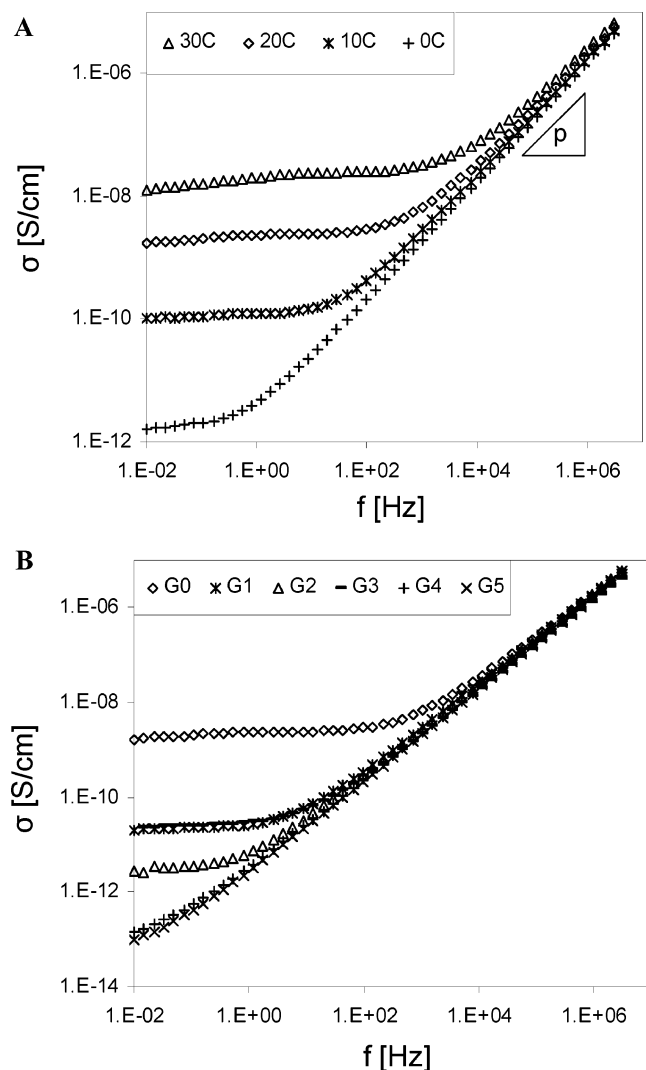 A
30C 20C 10C 0C
1.E-06
p
1.E-08
σ [S/cm]
1.E-10
1.E-12
1.E-02 1.E+00 1.E+02 1.E+04 1.E+06
f [Hz]
B
G0 G1 G2 G3 G4 G5
1.E-06
1.E-08
σ [S/cm]
1.E-10
1.E-12
1.E-14
1.E-02 1.E+00 1.E+02 1.E+04 1.E+06
f [Hz]